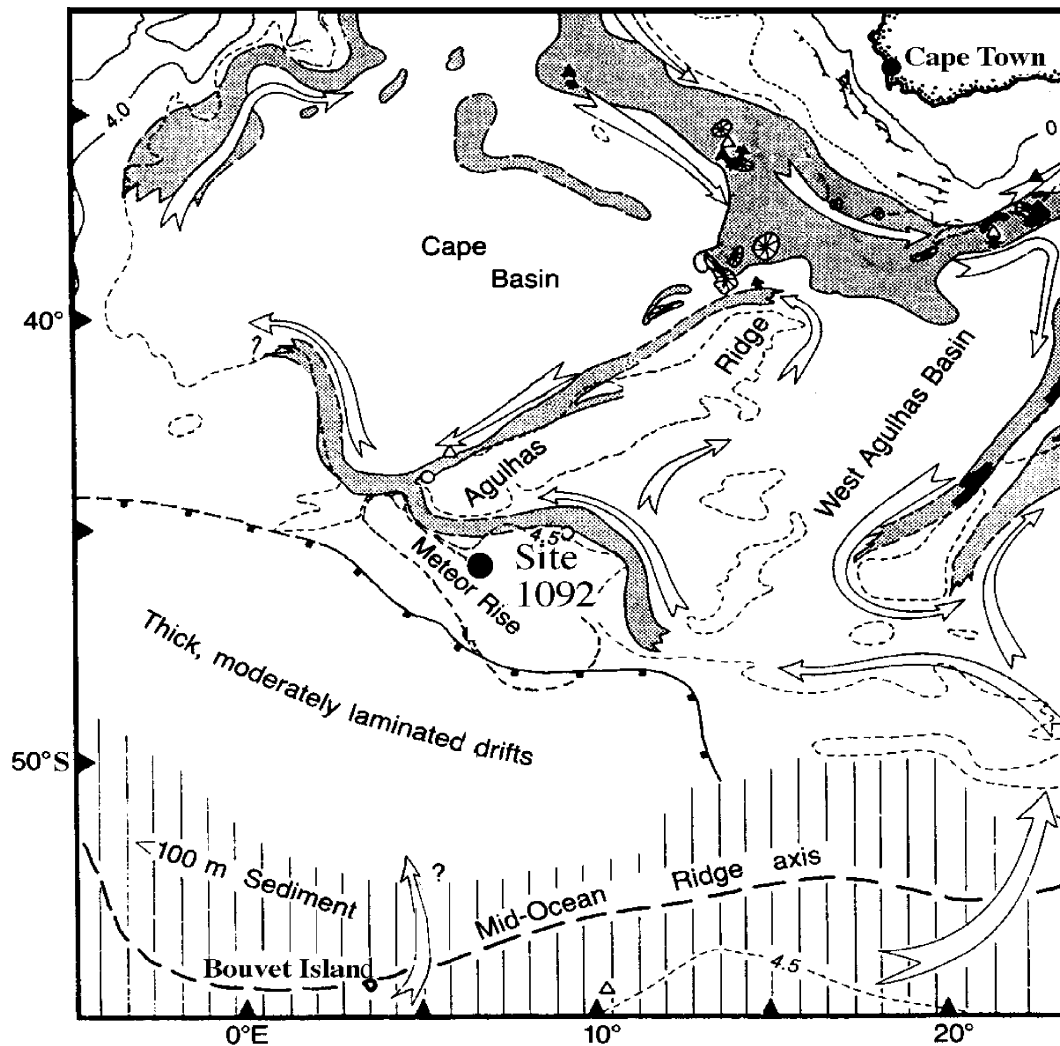 Cape Town
4.0
0
Cape
Basin
40°
?
Ridge
Agulhas
West Agulhas Basin
4.5
Site
1092
Meteor Rise
Thick, moderately laminated drifts
50°S
<100 m Sediment
?
Mid-Ocean Ridge axis
Bouvet Island
4.5
0°E
10°
20°